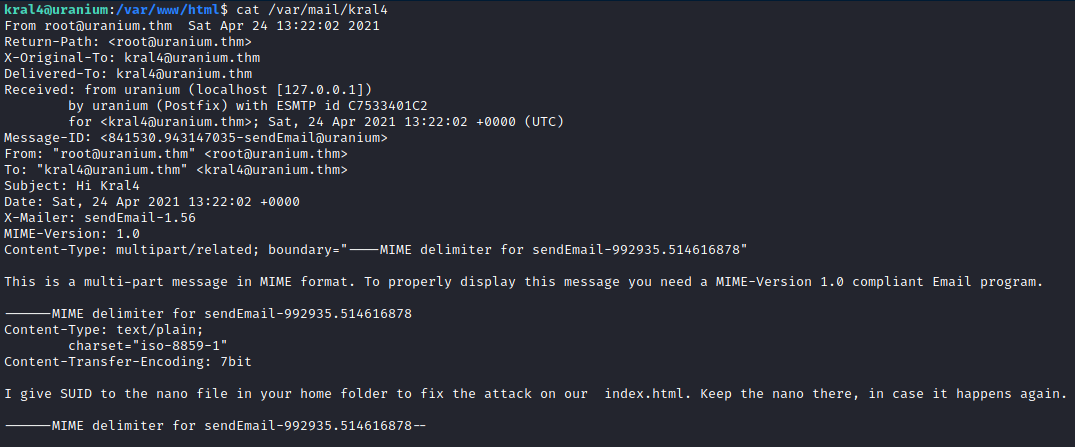 kral4@uranium:/var/www/html$ cat /var/mail/kral4
From root@uranium.thm  Sat Apr 24 13:22:02 2021
Return-Path: <root@uranium.thm>
X-Original-To: kral4@uranium.thm
Delivered-To: kral4@uranium.thm
Received: from uranium (localhost [127.0.0.1])
        by uranium (Postfix) with ESMTP id C7533401C2
        for <kral4@uranium.thm>; Sat, 24 Apr 2021 13:22:02 +0000 (UTC)
Message-ID: <841530.943147035-sendEmail@uranium>
From: "root@uranium.thm" <root@uranium.thm>
To: "kral4@uranium.thm" <kral4@uranium.thm>
Subject: Hi Kral4
Date: Sat, 24 Apr 2021 13:22:02 +0000
X-Mailer: sendEmail-1.56
MIME-Version: 1.0
Content-Type: multipart/related; boundary="----MIME delimiter for sendEmail-992935.514616878"
This is a multi-part message in MIME format. To properly display this message you need a MIME-Version 1.0 compliant Email program.
------MIME delimiter for sendEmail-992935.514616878
Content-Type: text/plain;
        charset="iso-8859-1"
Content-Transfer-Encoding: 7bit
I give SUID to the nano file in your home folder to fix the attack on our  index.html. Keep the nano there, in case it happens again.
------MIME delimiter for sendEmail-992935.514616878--